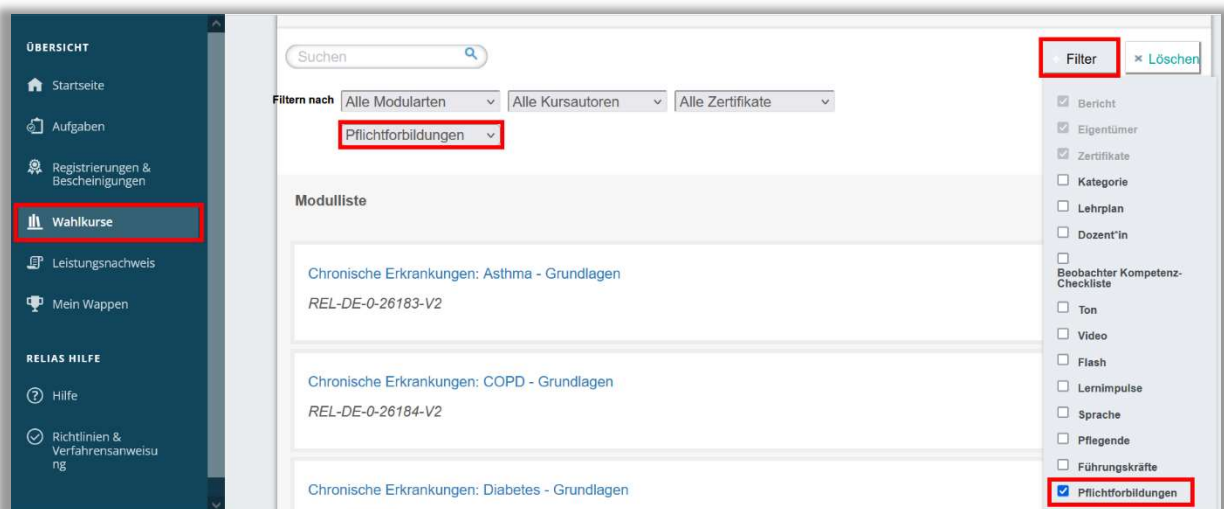 ÜBERSICHT
Startseite
Aufgaben
Registrierungen &
Bescheinigungen
Wahlkurse
Leistungsnachweis
Mein Wappen
RELIAS HILFE
Hilfe
Richtlinien &
Verfahrensanweisu
ng
Suchen
Filter
× Löschen
Filtern nach Alle Modularten Alle Kursautoren Alle Zertifikate
Pflichtforbildungen
Modulliste
Chronische Erkrankungen: Asthma - Grundlagen
REL-DE-0-26183-V2
Chronische Erkrankungen: COPD - Grundlagen
REL-DE-0-26184-V2
Chronische Erkrankungen: Diabetes - Grundlagen
Bericht
Eigentümer
Zertifikate
Kategorie
Lehrplan
Dozent*in
Beobachter Kompetenz-
Checkliste
Ton
Video
Flash
Lernimpulse
Sprache
Pflegende
Führungskräfte
Pflichtforbildungen